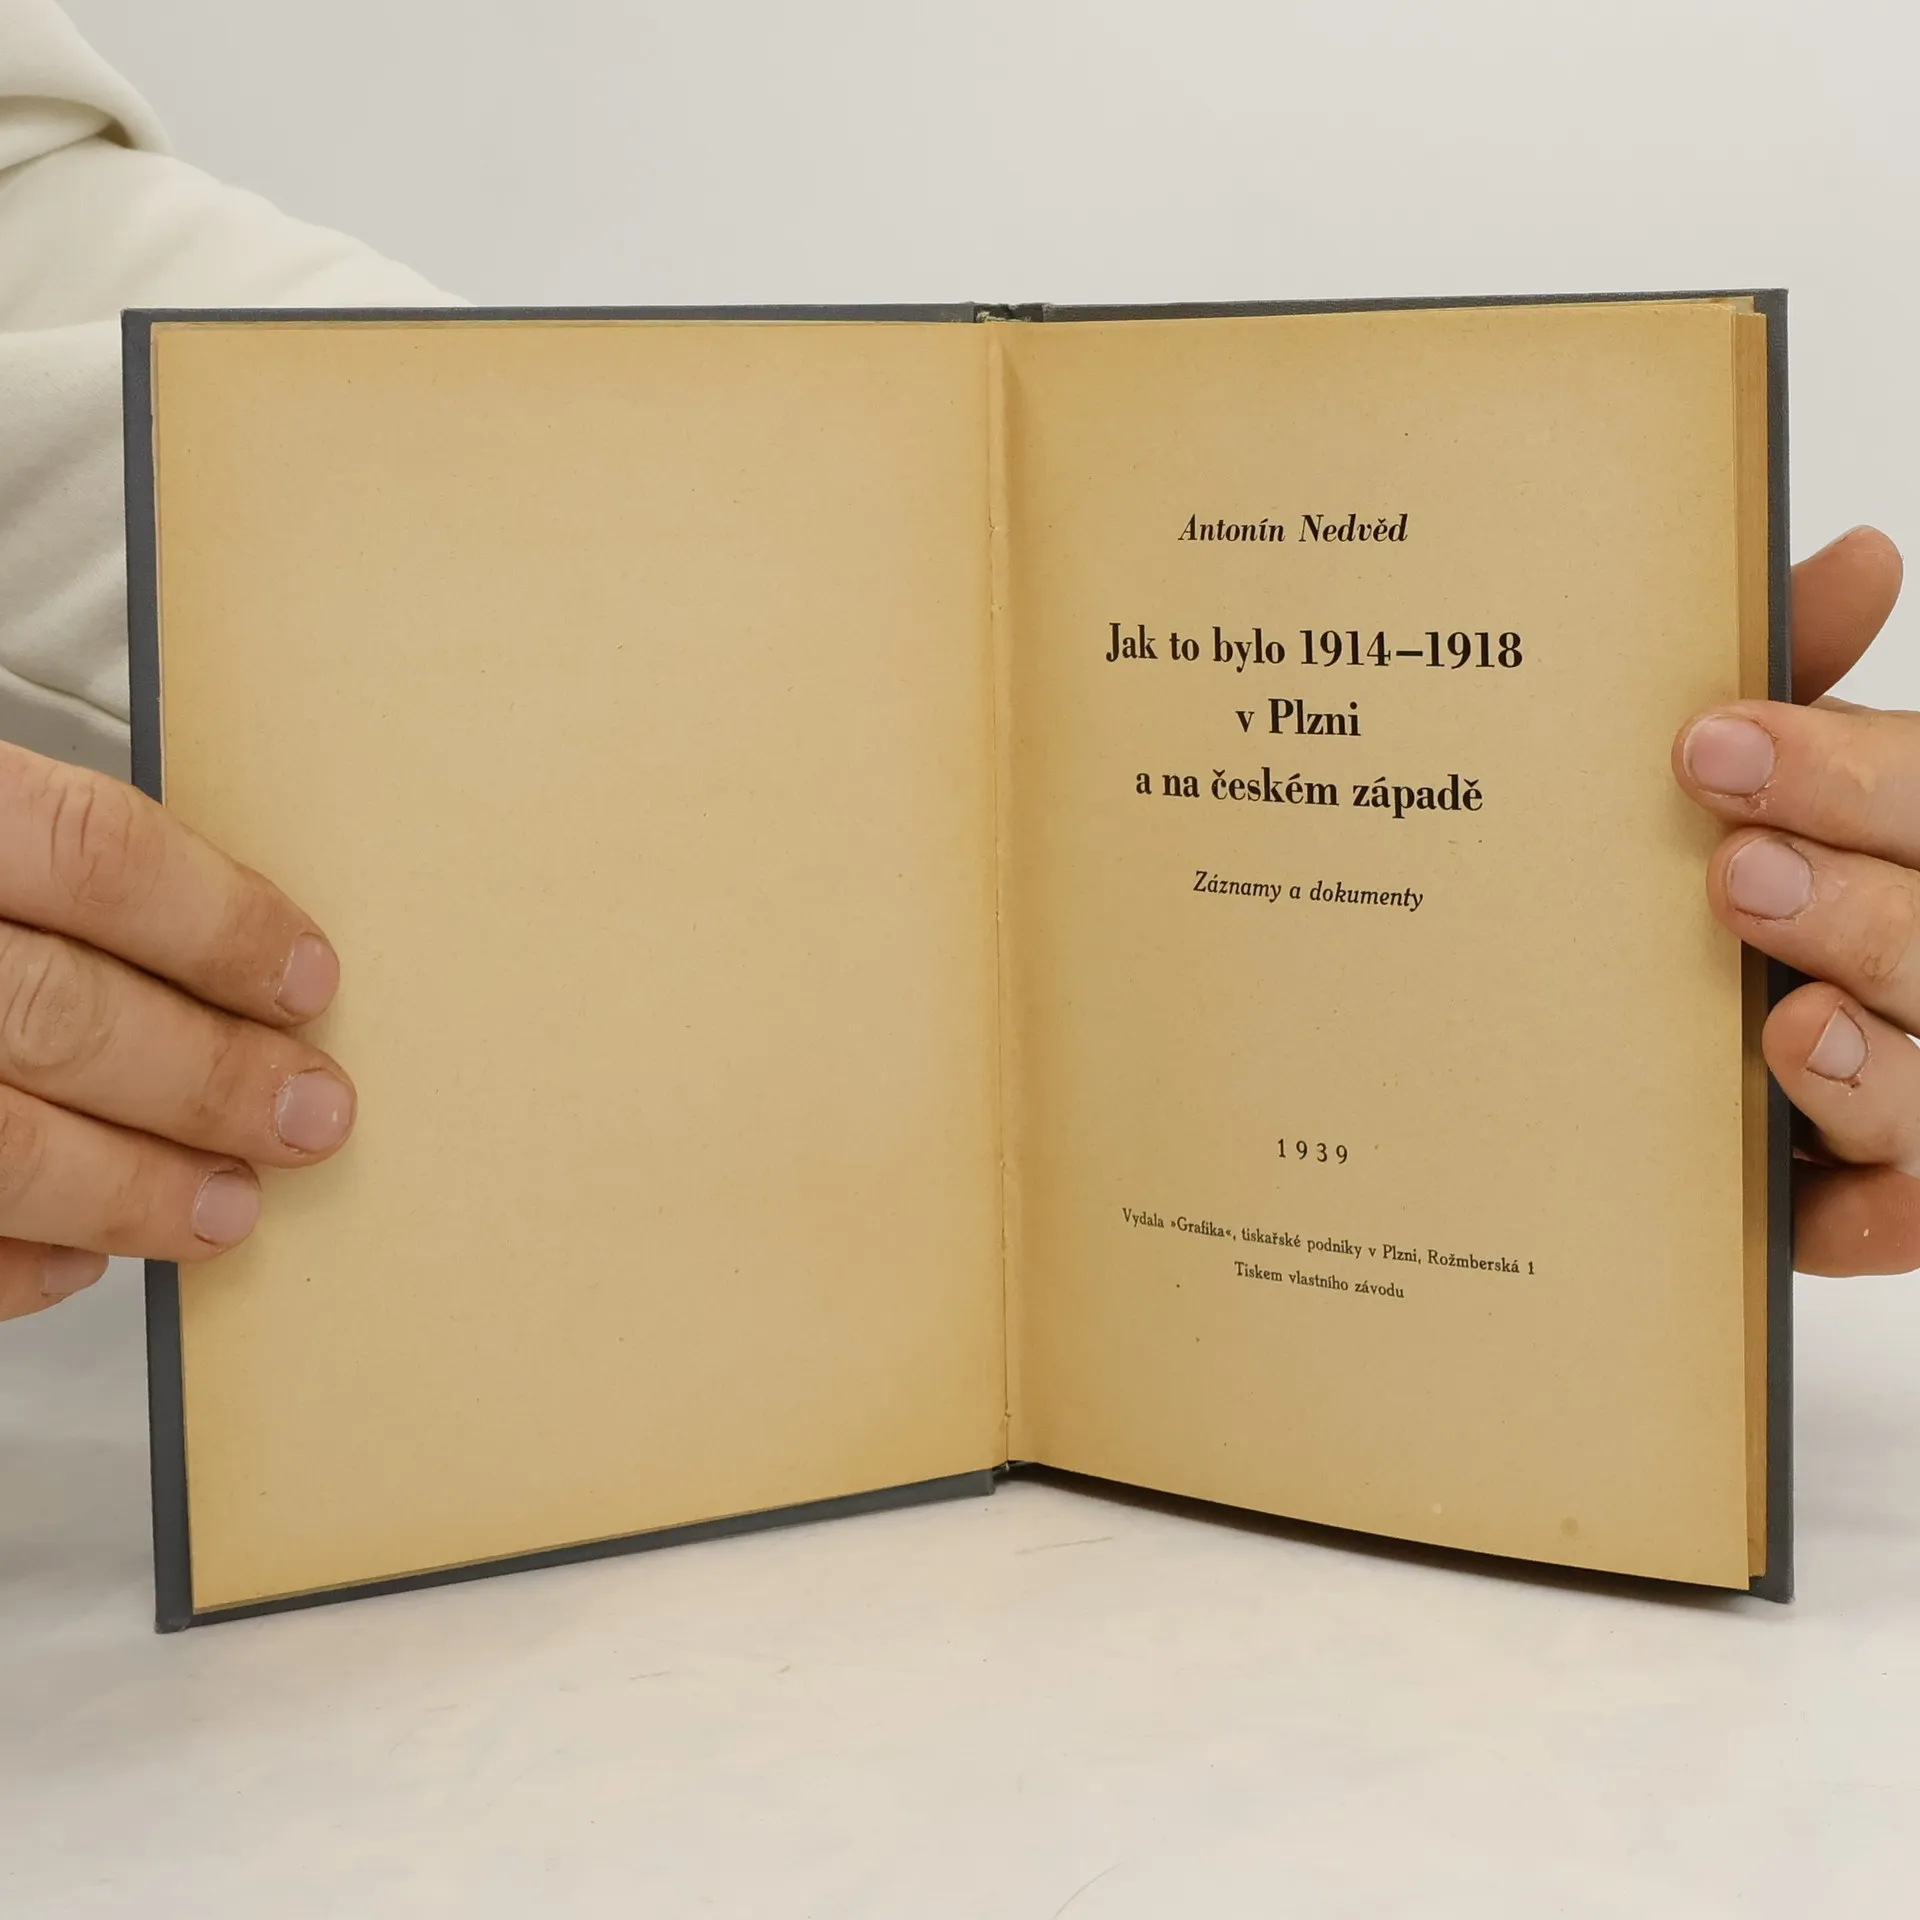 Antonín Nedvěd
Jak to bylo 1914–1918
v Plzni
a na českém západě
Záznamy a dokumenty
1939
Vydala »Grafika«, tiskařské podniky v Plzni, Rožmberská 1
Tiskem vlastního závodu